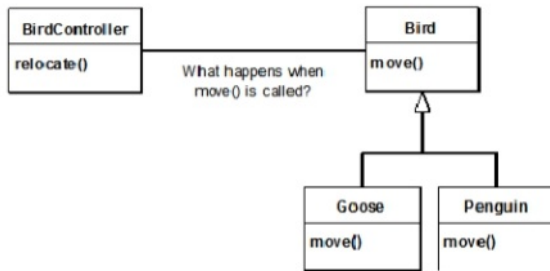 BirdController
relocate()
What happens when
move() is called?
Bird
move()
Goose
move()
Penguin
move()